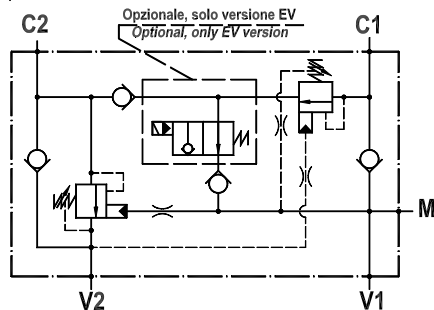 Opzionale, solo versione EV
Optional, only EV version
C2
C1
M
V2
V1